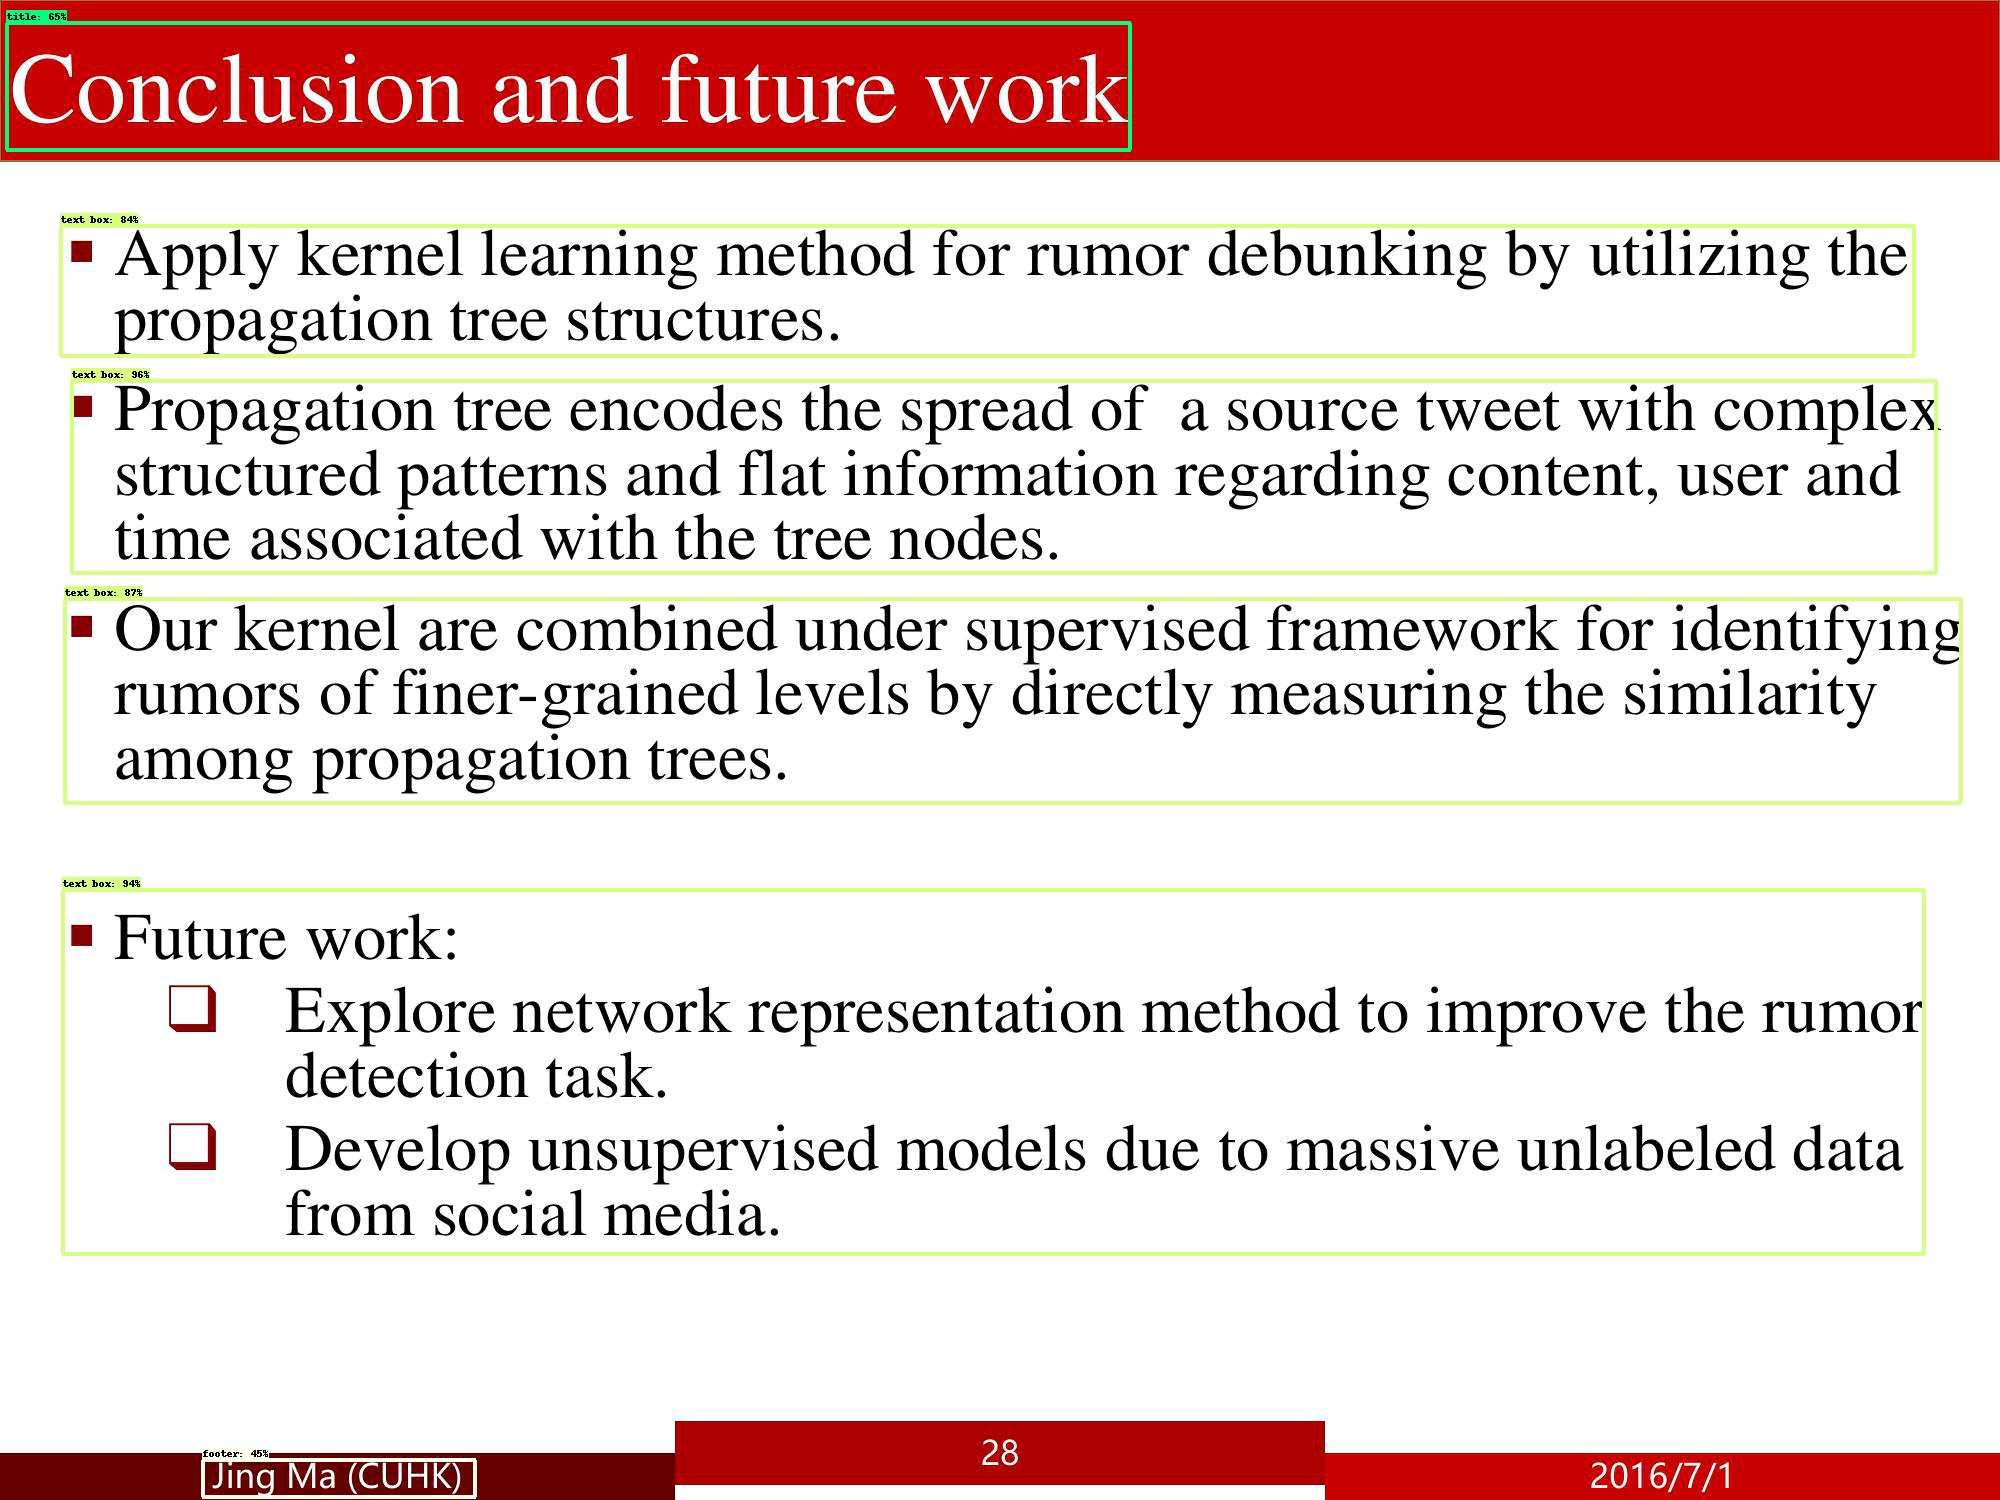 title: 65%
Conclusion and future work
text box: 84%
Apply kernel learning method for rumor debunking by utilizing the
propagation tree structures.
text box: 96%
Propagation tree encodes the spread of  a source tweet with complex
structured patterns and flat information regarding content, user and
time associated with the tree nodes.
text box: 87%
Our kernel are combined under supervised framework for identifying
rumors of finer-grained levels by directly measuring the similarity
among propagation trees.
text box: 94%
Future work:
Explore network representation method to improve the rumor
detection task.
Develop unsupervised models due to massive unlabeled data
from social media.
footer: 45%
Jing Ma (CUHK)
28
2016/7/1